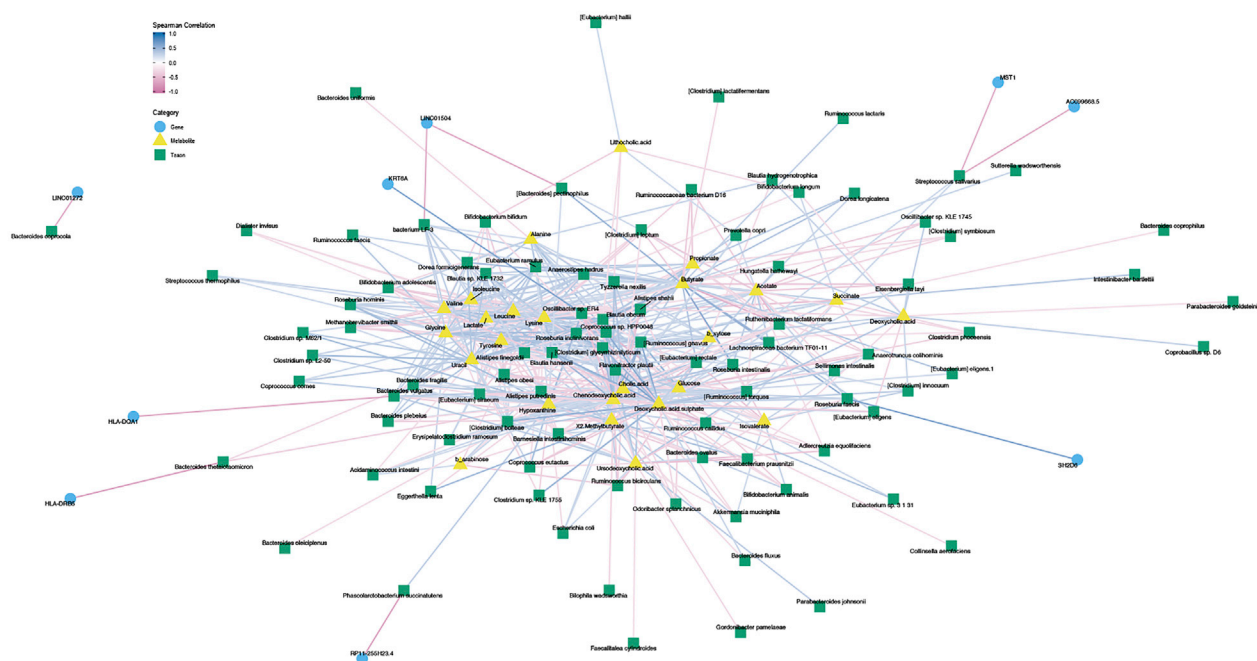 [Eubacterium] hallii
Spearman Correlation
1.0
0.5
0.0
-0.5
-1.0
Category
Gene
Metabolite
Taxon
MST1
Bacteroides uniformis
[Clostridium] lactatifermentans
AC099668.5
Ruminococcus lactaris
LINC01504
Lithocholic.acid
Sutterella wadsworthensis
Blautia hydrogenotrophica
Streptococcus salivarius
KRT6A
Bifidobacterium longum
Ruminococcaceae bacterium D16
[Bacteroides] pectinophilus
Dorea longicatena
LINC01272
Bifidobacterium bifidum
Oscillibacter sp. KLE 1745
Bacteroides coprocola
Dialister invisus
bacterium LF-3
[Clostridium] leptum
Prevotella copri
[Clostridium] symbiosum
Bacteroides coprophilus
Ruminococcus faecis
Alanine
Eubacterium ramulus
Propionate
Dorea formicigenerans
Anaerostipes hadrus
Hungatella hathewayi
Streptococcus thermophilus
Blautia sp. KLE 1732
Tyzzerella nexilis
Butyrate
Acetate
Intestinibacter bartlettii
Bifidobacterium adolescentis
Isoleucine
Eisenbergiella tayi
Roseburia hominis
Valine
Alistipes shahii
Succinate
Parabacteroides goldsteinii
Oscillibacter sp. ER4
Leucine
Blautia obeum
Deoxycholic.acid
Methanobrevibacter smithii
Glycine
Lactate
Lysine
Coprococcus sp. HPP0048
Ruthenibacterium lactatiformans
Clostridium sp. M62/1
Roseburia inulinivorans
[Ruminococcus] gnavus
b_xylose
Lachnospiraceae bacterium TF01-11
Clostridium phoceensis
Tyrosine
[Clostridium] glycyrrhizinilyticum
Coprobacillus sp. D6
Clostridium sp. L2-50
Uracil
Alistipes finegoldii
Blautia hansenii
[Eubacterium] rectale
Anaerotruncus colihominis
Flavonifractor plautii
Roseburia intestinalis
Sellimonas intestinalis
[Eubacterium] eligens.1
Coprococcus comes
Bacteroides fragilis
Alistipes obesi
Cholic.acid
Glucose
[Clostridium] innocuum
Bacteroides vulgatus
Alistipes putredinis
Chenodeoxycholic.acid
[Ruminococcus] torques
[Eubacterium] siraeum
Hypoxanthine
Deoxycholic acid sulphate
Roseburia faecis
HLA-DQA1
Bacteroides plebeius
X2.Methylbutyrate
Isovalerate
[Eubacterium] eligens
[Clostridium] bolteae
Ruminococcus callidus
Erysipelatoclostridium ramosum
Barnesiella intestinihominis
Adlercreutzia equolifaciens
Bacteroides thetaiotaomicron
b_arabinose
Bacteroides ovatus
Faecalibacterium prausnitzii
SH2D6
Acidaminococcus intestini
Coprococcus eutactus
Ursodeoxycholic.acid
Ruminococcus bicirculans
HLA-DRB5
Eggerthella lenta
Clostridium sp. KLE 1755
Bifidobacterium animalis
Odoribacter splanchnicus
Eubacterium sp. 3 1 31
Akkermansia muciniphila
Escherichia coli
Bacteroides oleiciplenus
Collinsella aerofaciens
Bacteroides fluxus
Phascolarctobacterium succinatutens
Bilophila wadsworthia
Parabacteroides johnsonii
Gordonibacter pamelaeae
RP11-255H23.4
Faecalitalea cylindroides